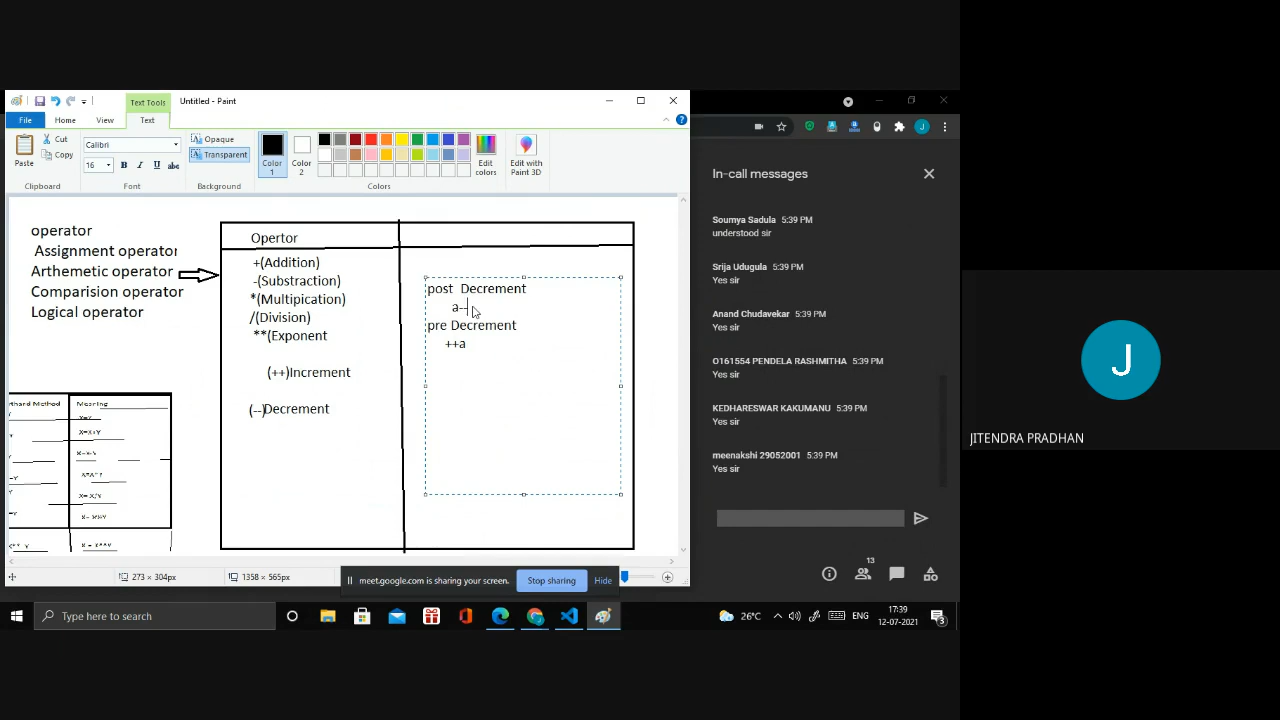 Text Tools
Untitled - Paint
File
Home
View
Text
Paste
Cut
Copy
Clipboard
Calibri
16
B
I
U
abc
Font
Opaque
Transparent
Background
Color
1
Color
2
Edit
colors
Colors
Edit with
Paint 3D
operator
Assignment operator
Arthemetic operator
Comparision operator
Logical operator
Opertor
+(Addition)
-(Substraction)
*(Multipication)
/(Division)
**(Exponent
(++)Increment
(--)Decrement
post Decrement
a--
pre Decrement
++a
Meaning
X=X+Y
273 × 304px
1358 × 565px
meet.google.com is sharing your screen.
Stop sharing
Hide
In-call messages
Soumya Sadula 5:39 PM
understood sir
Srija Udugula 5:39 PM
Yes sir
Anand Chudavekar 5:39 PM
Yes sir
O161554 PENDELA RASHMITHA 5:39 PM
Yes sir
KEDHARESWAR KAKUMANU 5:39 PM
Yes sir
meenakshi 29052001 5:39 PM
Yes sir
13
J
J
JITENDRA PRADHAN
Type here to search
26°C
ENG
17:39
12-07-2021
3